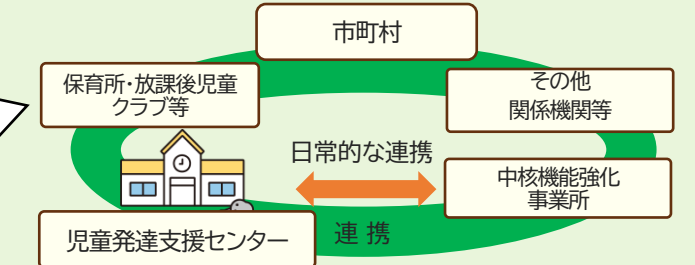 市町村
保育所・放課後児童
クラブ等
その他
関係機関等
日常的な連携
中核機能強化
事業所
児童発達支援センター
連 携